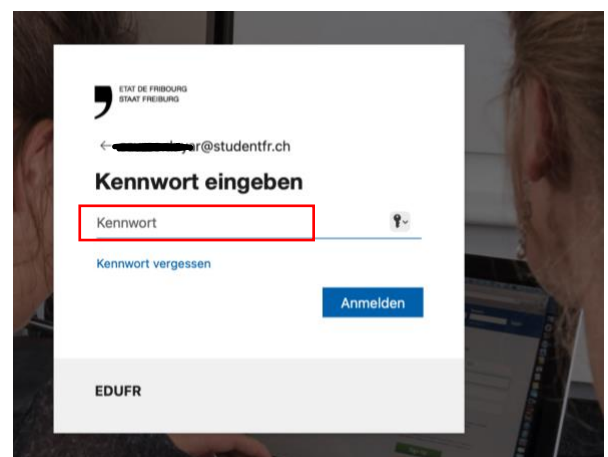 ETAT DE FRIBOURG
STAAT FREIBURG
@studentfr.ch
Kennwort eingeben
Kennwort
Kennwort vergessen
Anmelden
EDUFR